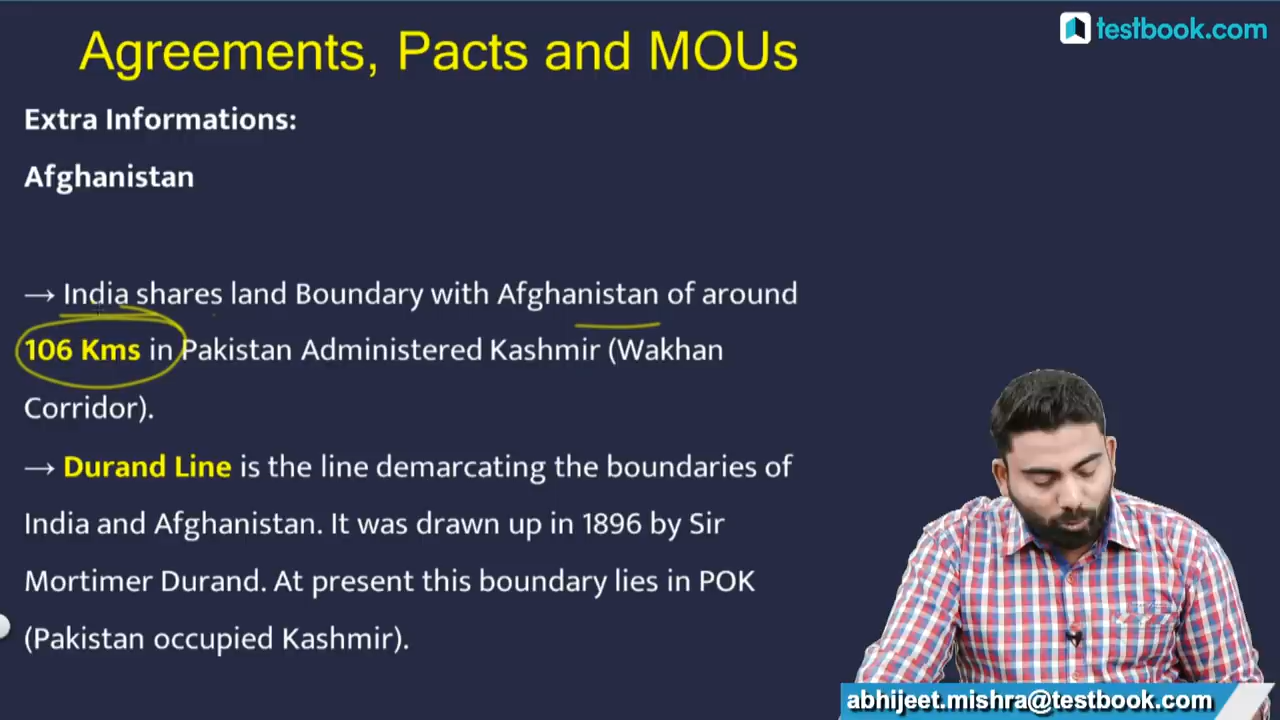 Agreements, Pacts and MOUs
testbook.com
Extra Informations:
Afghanistan
→ India shares land Boundary with Afghanistan of around
106 Kms in Pakistan Administered Kashmir (Wakhan
Corridor).
→ Durand Line is the line demarcating the boundaries of
India and Afghanistan. It was drawn up in 1896 by Sir
Mortimer Durand. At present this boundary lies in POK
(Pakistan occupied Kashmir).
abhijeet.mishra@testbook.com